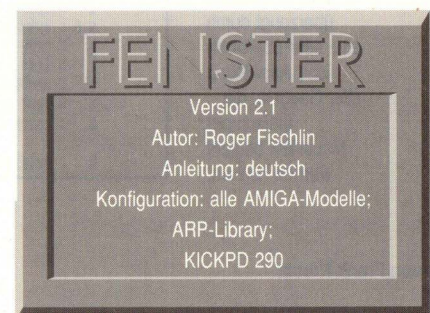 FENSTER
Version 2.1
Autor: Roger Fischlin
Anleitung: deutsch
Konfiguration: alle AMIGA-Modelle;
ARP-Library;
KICKPD 290